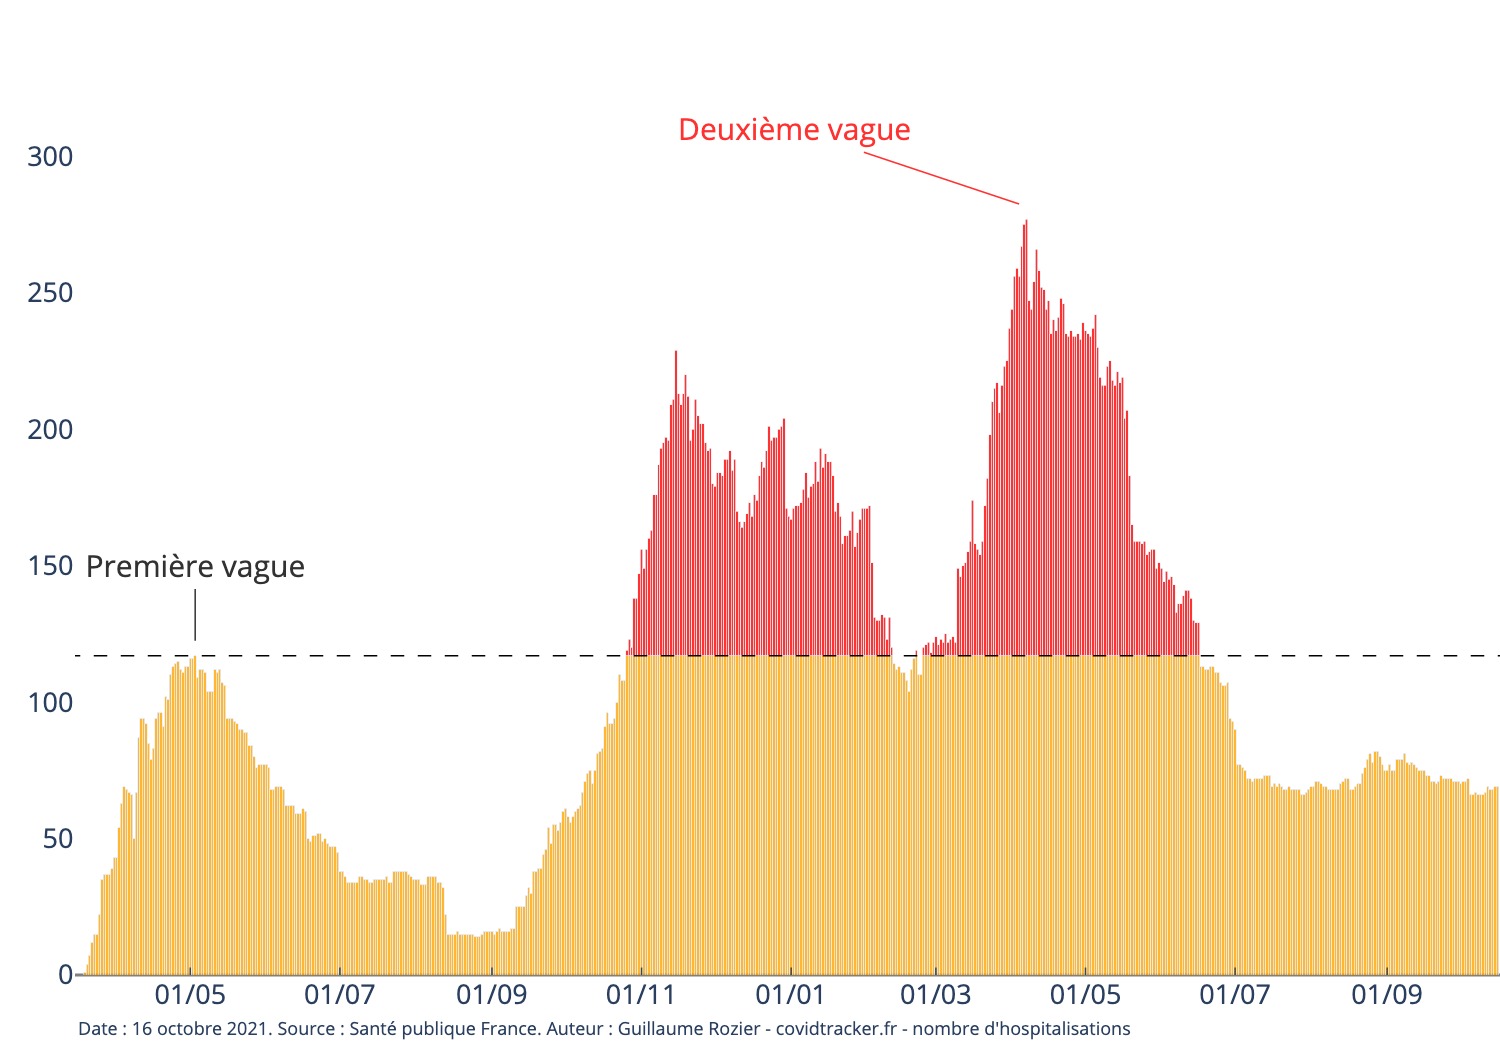 Deuxième vague
300
250
200
150
Première vague
100
50
0
01/05 01/07 01/09 01/11 01/01 01/03 01/05 01/07 01/09
Date : 16 octobre 2021. Source : Santé publique France. Auteur : Guillaume Rozier - covidtracker.fr - nombre d'hospitalisations